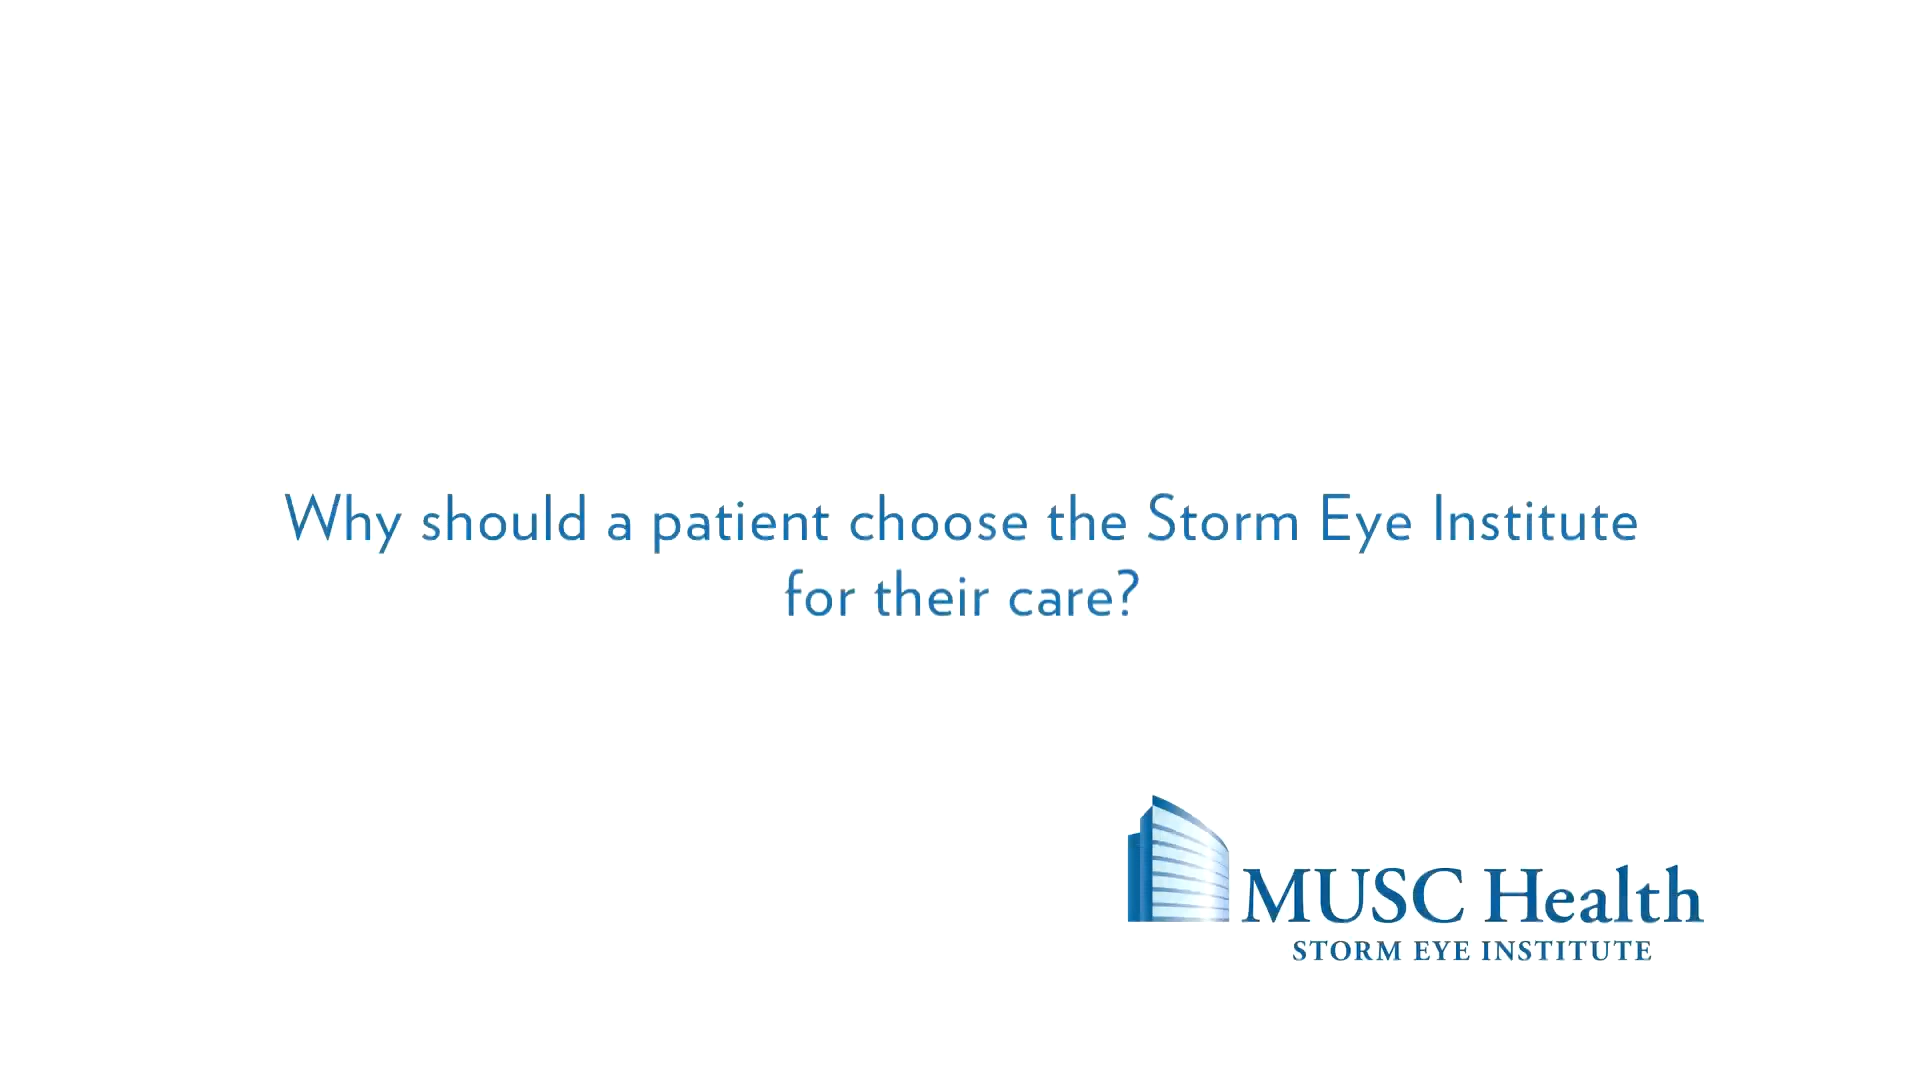 Why should a patient choose the Storm Eye Institute
for their care?
MUSC Health
STORM EYE INSTITUTE